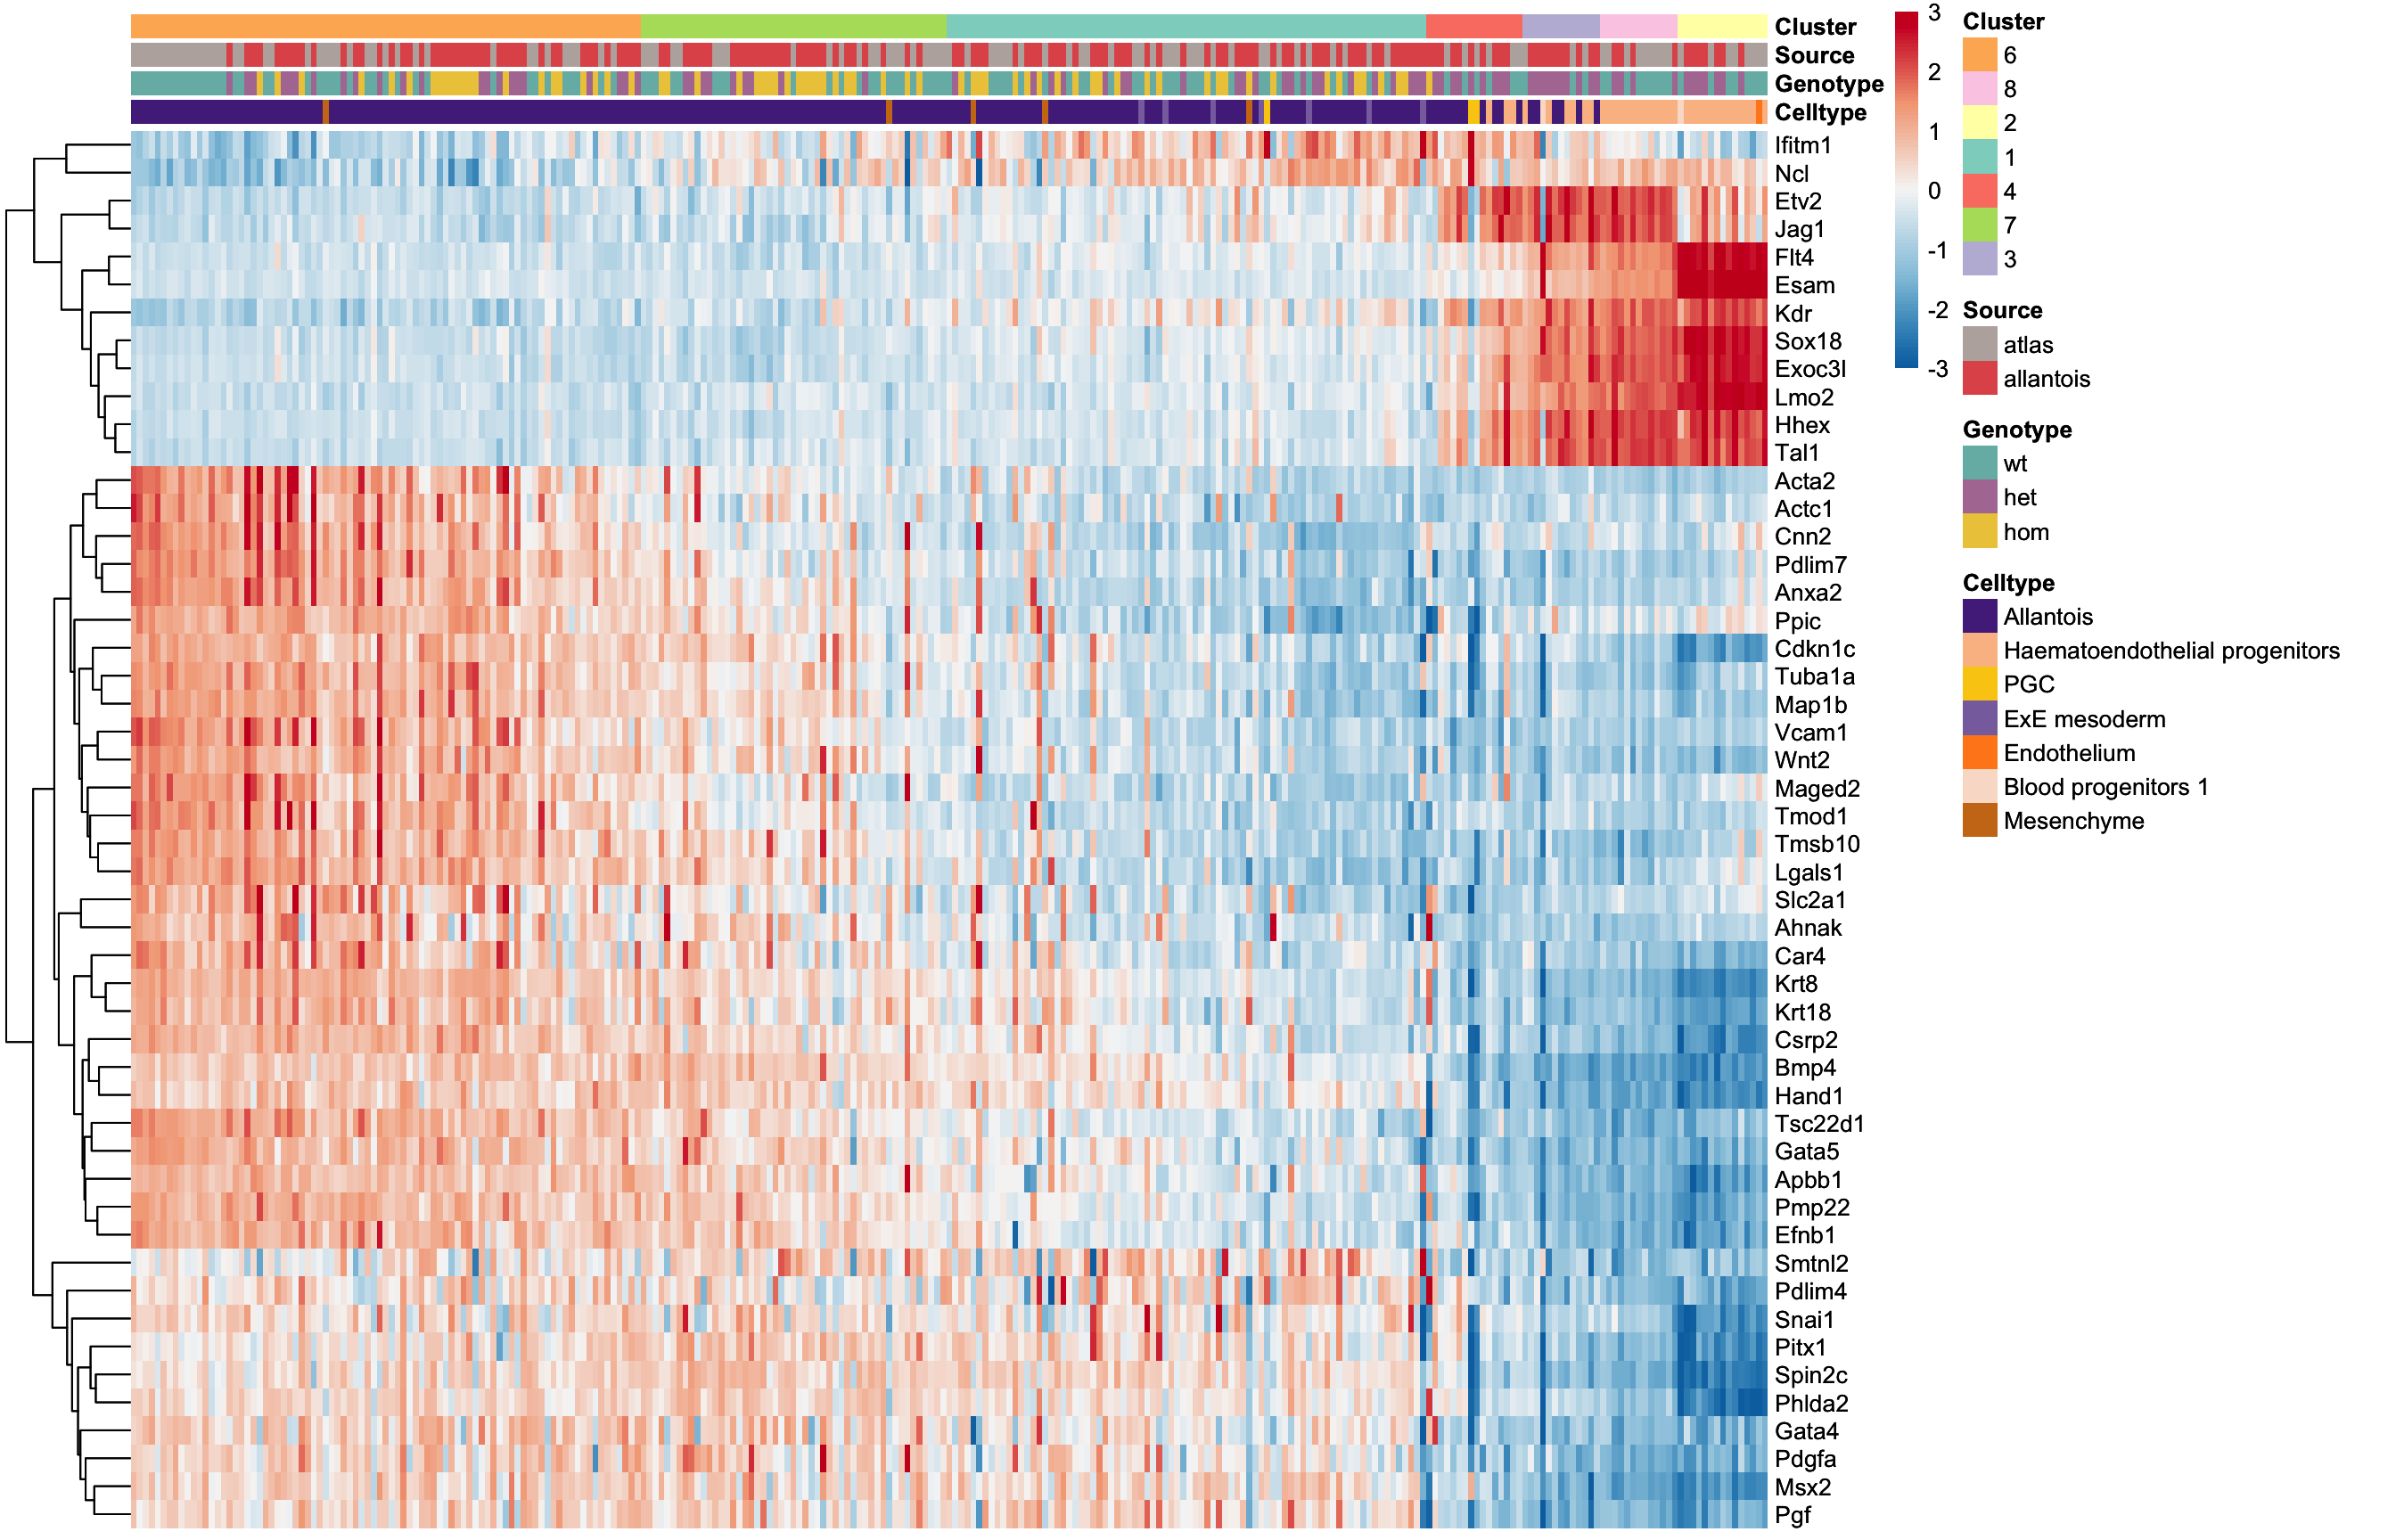 Cluster
Source
Genotype
Celltype
Ifitm1
Ncl
Etv2
Jag1
Flt4
Esam
Kdr
Sox18
Exoc3l
Lmo2
Hhex
Tal1
Acta2
Actc1
Cnn2
Pdlim7
Anxa2
Ppic
Cdkn1c
Tuba1a
Map1b
Vcam1
Wnt2
Maged2
Tmod1
Tmsb10
Lgals1
Slc2a1
Ahnak
Car4
Krt8
Krt18
Csrp2
Bmp4
Hand1
Tsc22d1
Gata5
Apbb1
Pmp22
Efnb1
Smtnl2
Pdlim4
Snai1
Pitx1
Spin2c
Phlda2
Gata4
Pdgfa
Msx2
Pgf
3
2
1
0
-1
-2
-3
Cluster
6
8
2
1
4
7
3
Source
atlas
allantois
Genotype
wt
het
hom
Celltype
Allantois
Haematoendothelial progenitors
PGC
ExE mesoderm
Endothelium
Blood progenitors 1
Mesenchyme